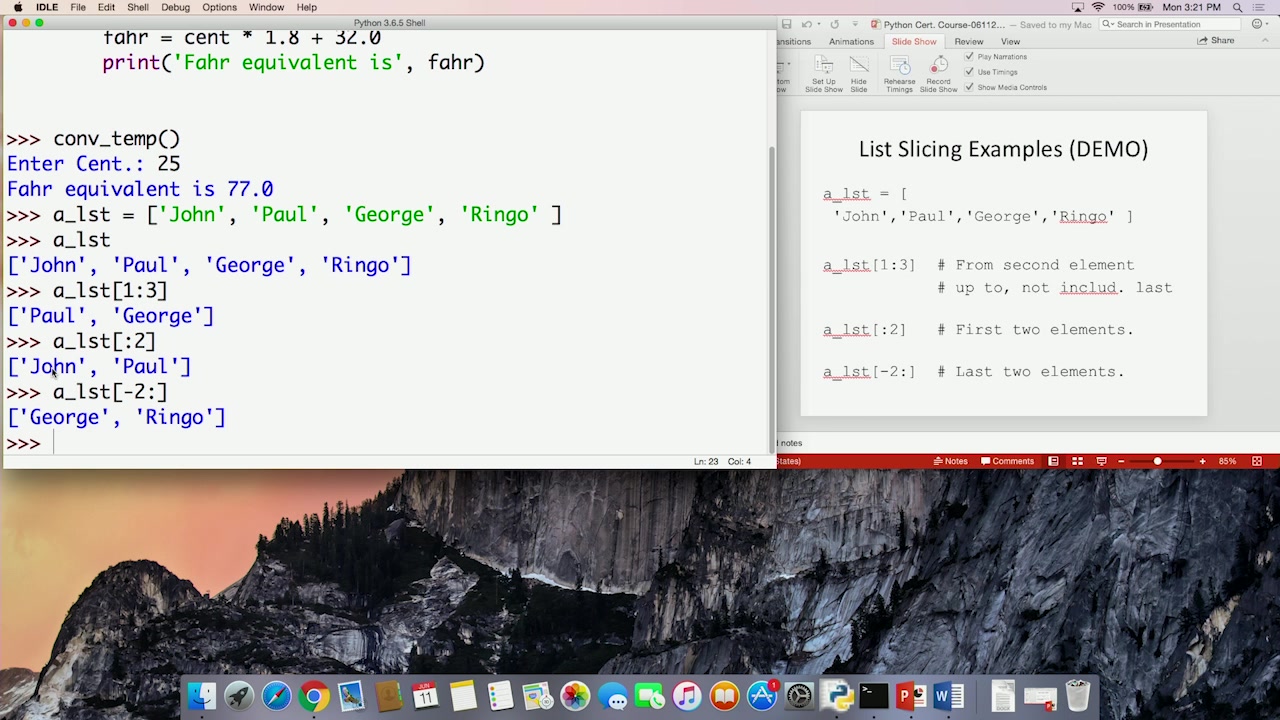 IDLE File Edit Shell Debug Options Window Help
100% Mon 3:21 PM
Python 3.6.5 Shell
fahr = cent * 1.8 + 32.0
print('Fahr equivalent is', fahr)
>>> conv_temp()
Enter Cent.: 25
Fahr equivalent is 77.0
>>> a_lst = ['John', 'Paul', 'George', 'Ringo' ]
>>> a_lst
['John', 'Paul', 'George', 'Ringo']
>>> a_lst[1:3]
['Paul', 'George']
>>> a_lst[:2]
['John', 'Paul']
>>> a_lst[-2:]
['George', 'Ringo']
>>>
Ln: 23 Col: 4
Python Cert. Course-06112... — Saved to my Mac
Search in Presentation
nsitions Animations Slide Show Review View
Share
Set Up
Slide Show
Hide
Slide
Rehearse
Timings
Record
Slide Show
Play Narrations
Use Timings
Show Media Controls
List Slicing Examples (DEMO)
a_lst = [
'John','Paul','George','Ringo' ]
a_lst[1:3] # From second element
# up to, not includ. last
a_lst[:2] # First two elements.
a_lst[-2:] # Last two elements.
notes
States)
Notes Comments
85%
JUN
11
1